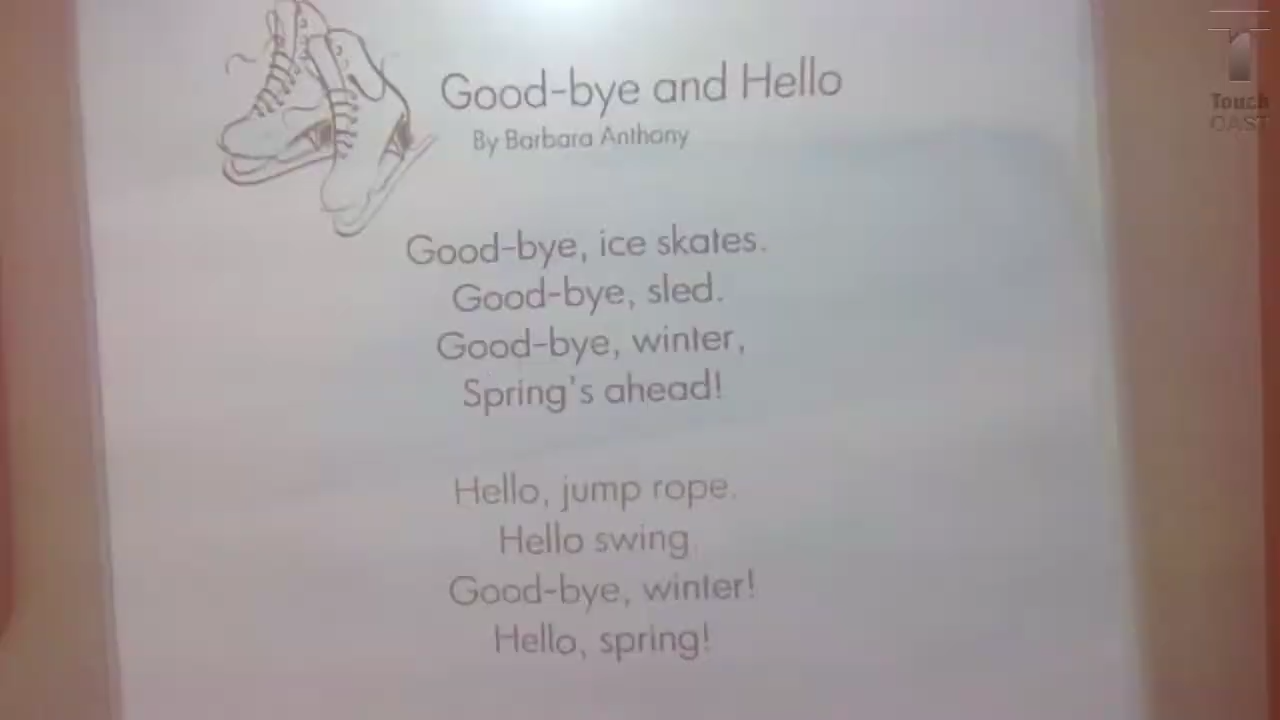 Good-bye and Hello
By Barbara Anthony
Good-bye, ice skates.
Good-bye, sled.
Good-bye, winter,
Spring's ahead!
Hello, jump rope.
Hello swing
Good-bye, winter!
Hello, spring!
Touch
CAST